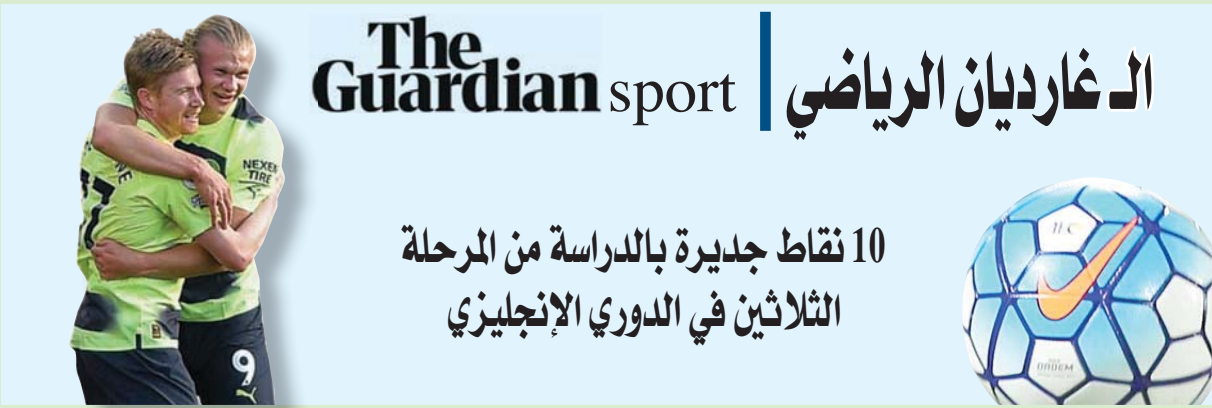 الـ غارديان الرياضي
The
Guardian sport
10 نقاط جديرة بالدراسة من المرحلة
الثلاثين في الدوري الإنجليزي
NEXEN
TIRE
9
17